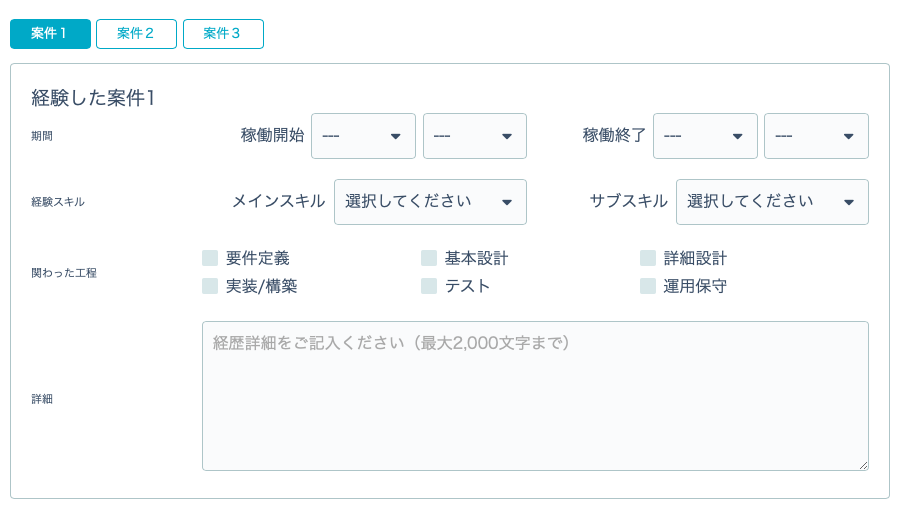 案件１ 案件２ 案件３
経験した案件1
期間 稼働開始 --- --- 稼働終了 --- ---
経験スキル メインスキル 選択してください サブスキル 選択してください
関わった工程 要件定義 基本設計 詳細設計
実装/構築 テスト 運用保守
経歴詳細をご記入ください（最大2,000文字まで）
詳細